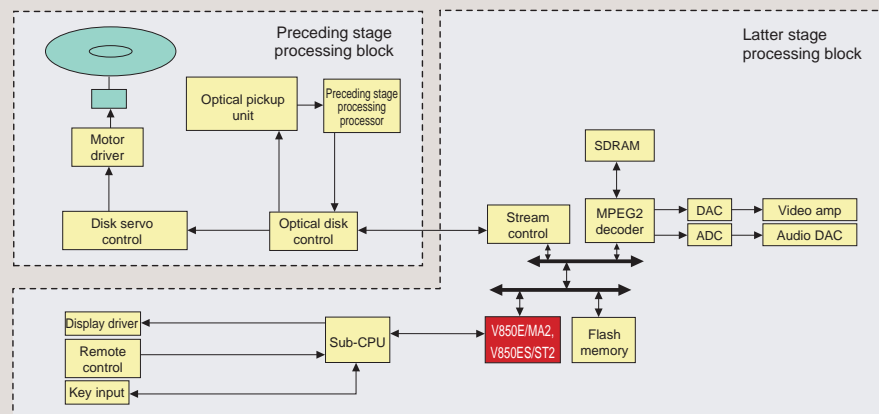 Preceding stage
processing block
Latter stage
processing block
Optical pickup
unit
Preceding stage
processing
processor
Motor
driver
SDRAM
Disk servo
control
Optical disk
control
Stream
control
MPEG2
decoder
DAC
Video amp
ADC
Audio DAC
Display driver
Remote
control
Key input
Sub-CPU
V850E/MA2,
V850ES/ST2
Flash
memory